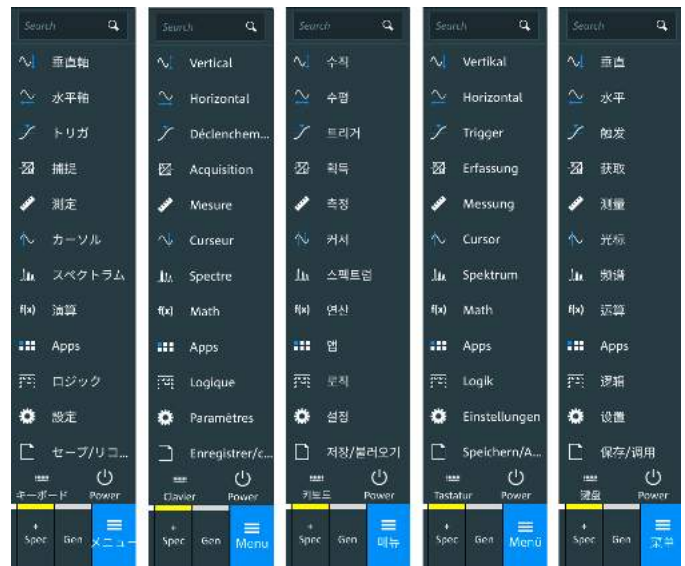 Search
垂直軸
水平軸
トリガ
捕捉
測定
カーソル
スペクトラム
f(x) 演算
Apps
ロジック
設定
セーブ/リコ...
キーボード Power
+
Spec Gen メニュー
Search
Vertical
Horizontal
Déclenchem...
Acquisition
Mesure
Curseur
Spectre
f(x) Math
Apps
Logique
Paramètres
Enregistrer/c...
Clavier Power
+
Spec Gen Menu
Search
수직
수평
트리거
획득
측정
커서
스펙트럼
f(x) 연산
앱
로직
설정
저장/불러오기
키보드 Power
+
Spec Gen 메뉴
Search
Vertikal
Horizontal
Trigger
Erfassung
Messung
Cursor
Spektrum
f(x) Math
Apps
Logik
Einstellungen
Speichern/A...
Tastatur Power
+
Spec Gen Menü
Search
垂直
水平
触发
获取
测量
光标
频谱
f(x) 运算
Apps
逻辑
设置
保存/调用
键盘 Power
+
Spec Gen 菜单